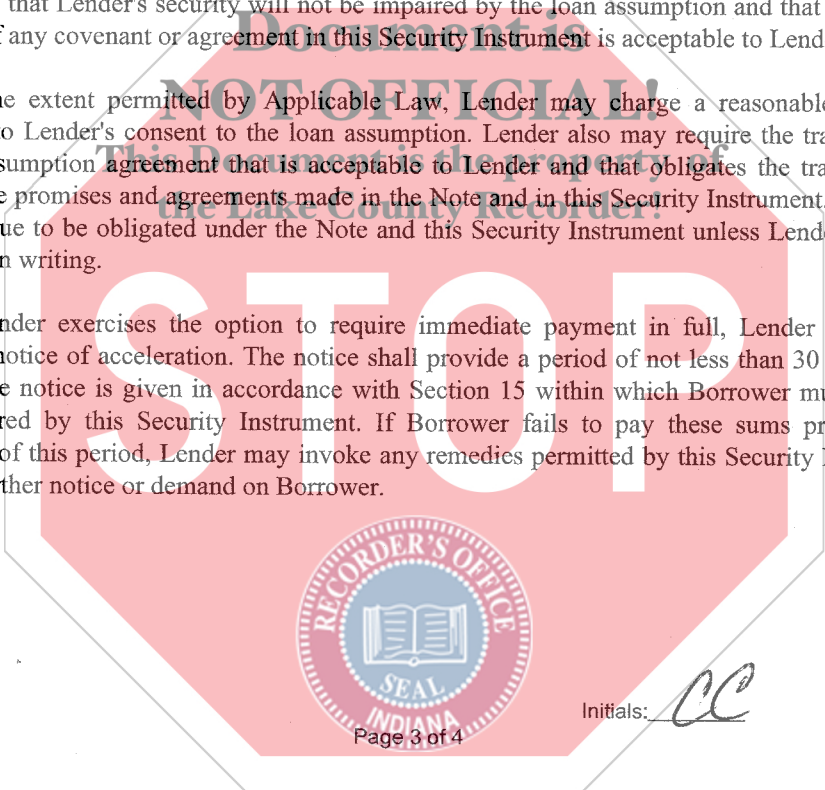 that Lender's security will not be impaired by the loan assumption and that
f any covenant or agreement in this Security Instrument is acceptable to Lend
Document is
NOT OFFICIAL!
This Document is the property of
the Lake County Recorder!
e extent permitted by Applicable Law, Lender may charge a reasonable
o Lender's consent to the loan assumption. Lender also may require the tra
sumption agreement that is acceptable to Lender and that obligates the tra
e promises and agreements made in the Note and in this Security Instrument.
ue to be obligated under the Note and this Security Instrument unless Lend
n writing.
STOP
nder exercises the option to require immediate payment in full, Lender
notice of acceleration. The notice shall provide a period of not less than 30
e notice is given in accordance with Section 15 within which Borrower mu
red by this Security Instrument. If Borrower fails to pay these sums pr
of this period, Lender may invoke any remedies permitted by this Security
ther notice or demand on Borrower.
RECORDER'S OFFICE
SEAL
INDIANA
Initials: CC
Page 3 of 4